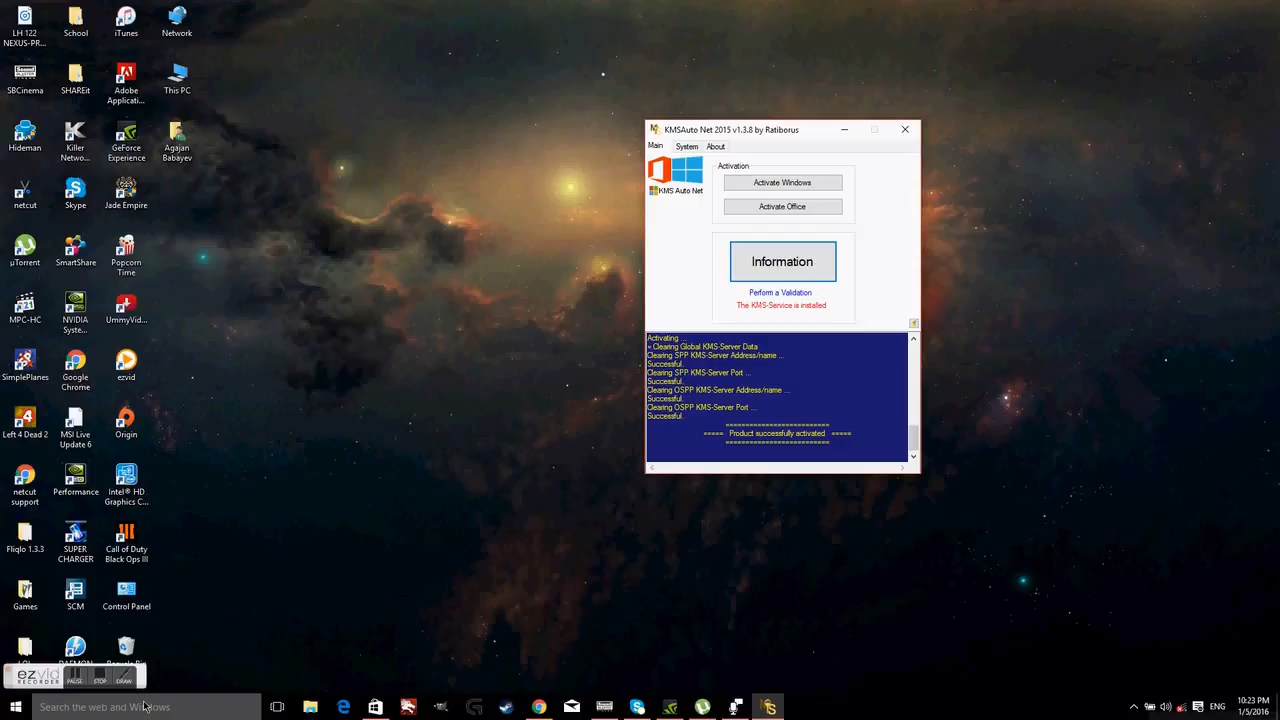 LH 122
NEXUS-PR...
School
iTunes
Network
SBCinema
SHAREit
Adobe
Applicati...
This PC
Hideman
Killer
Netwo...
GeForce
Experience
Agajan
Babayev
netcut
Skype
Jade Empire
µTorrent
SmartShare
Popcorn
Time
MPC-HC
NVIDIA
Syste...
UmmyVid...
SimplePlanes
Google
Chrome
ezvid
Left 4 Dead 2
MSI Live
Update 6
Origin
netcut
support
Performance
Intel® HD
Graphics C...
Fliqlo 1.3.3
SUPER
CHARGER
Call of Duty
Black Ops III
Games
SCM
Control Panel
ezvid
RECORDER
PAUSE
STOP
DRAW
Search the web and Windows
KMSAuto Net 2015 v1.3.8 by Ratiborus
Main
System
About
KMS Auto Net
Activation
Activate Windows
Activate Office
Information
Perform a Validation
The KMS-Service is installed
Activating ...
= Clearing Global KMS-Server Data
Clearing SPP KMS-Server Address/name ...
Successful.
Clearing SPP KMS-Server Port ...
Successful.
Clearing OSPP KMS-Server Address/name ...
Successful.
Clearing OSPP KMS-Server Port ...
Successful.
=========================
===== Product successfully activated =====
=========================
ENG
10:23 PM
1/5/2016